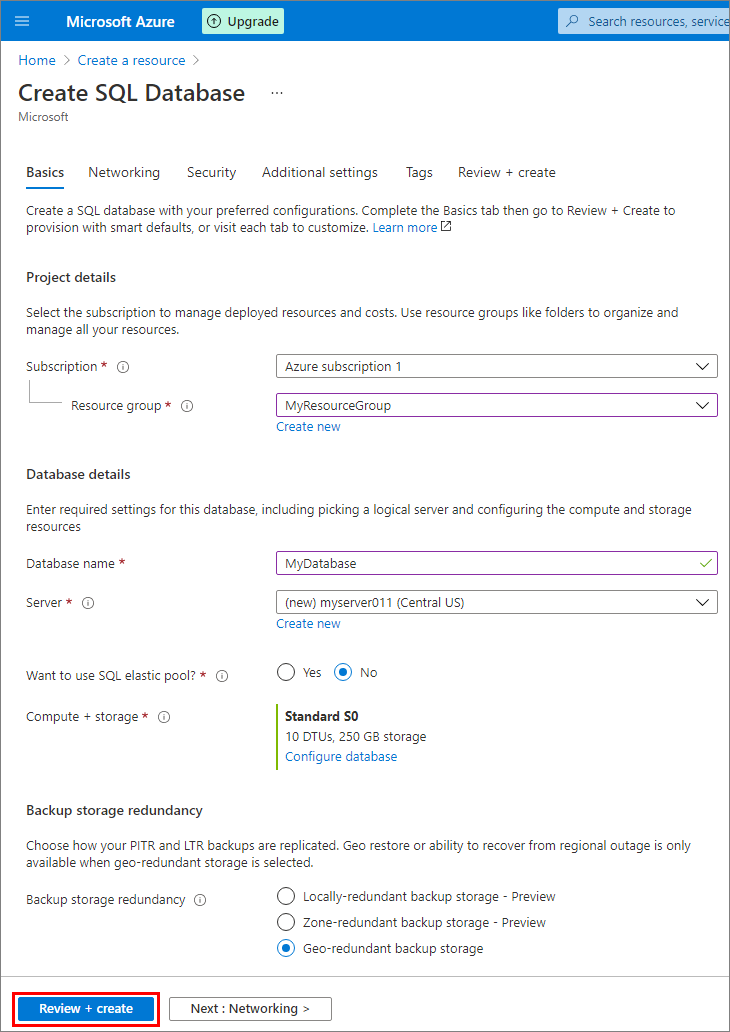 Microsoft Azure
Upgrade
Search resources, service
Home > Create a resource >
Create SQL Database ...
Microsoft
Basics Networking Security Additional settings Tags Review + create
Create a SQL database with your preferred configurations. Complete the Basics tab then go to Review + Create to
provision with smart defaults, or visit each tab to customize. Learn more
Project details
Select the subscription to manage deployed resources and costs. Use resource groups like folders to organize and
manage all your resources.
Subscription *
Azure subscription 1
Resource group *
MyResourceGroup
Create new
Database details
Enter required settings for this database, including picking a logical server and configuring the compute and storage
resources
Database name *
MyDatabase
Server *
(new) myserver011 (Central US)
Create new
Want to use SQL elastic pool? *
Yes No
Compute + storage *
Standard S0
10 DTUs, 250 GB storage
Configure database
Backup storage redundancy
Choose how your PITR and LTR backups are replicated. Geo restore or ability to recover from regional outage is only
available when geo-redundant storage is selected.
Backup storage redundancy
Locally-redundant backup storage - Preview
Zone-redundant backup storage - Preview
Geo-redundant backup storage
Review + create
Next : Networking >